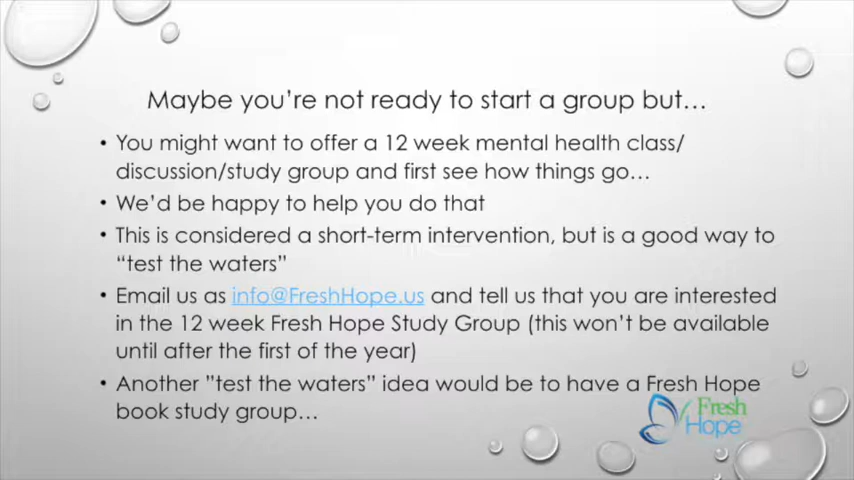 Maybe you're not ready to start a group but…
• You might want to offer a 12 week mental health class/
discussion/study group and first see how things go…
• We'd be happy to help you do that
• This is considered a short-term intervention, but is a good way to
“test the waters”
• Email us as info@FreshHope.us and tell us that you are interested
in the 12 week Fresh Hope Study Group (this won't be available
until after the first of the year)
• Another ”test the waters” idea would be to have a Fresh Hope
book study group…
Fresh
Hope